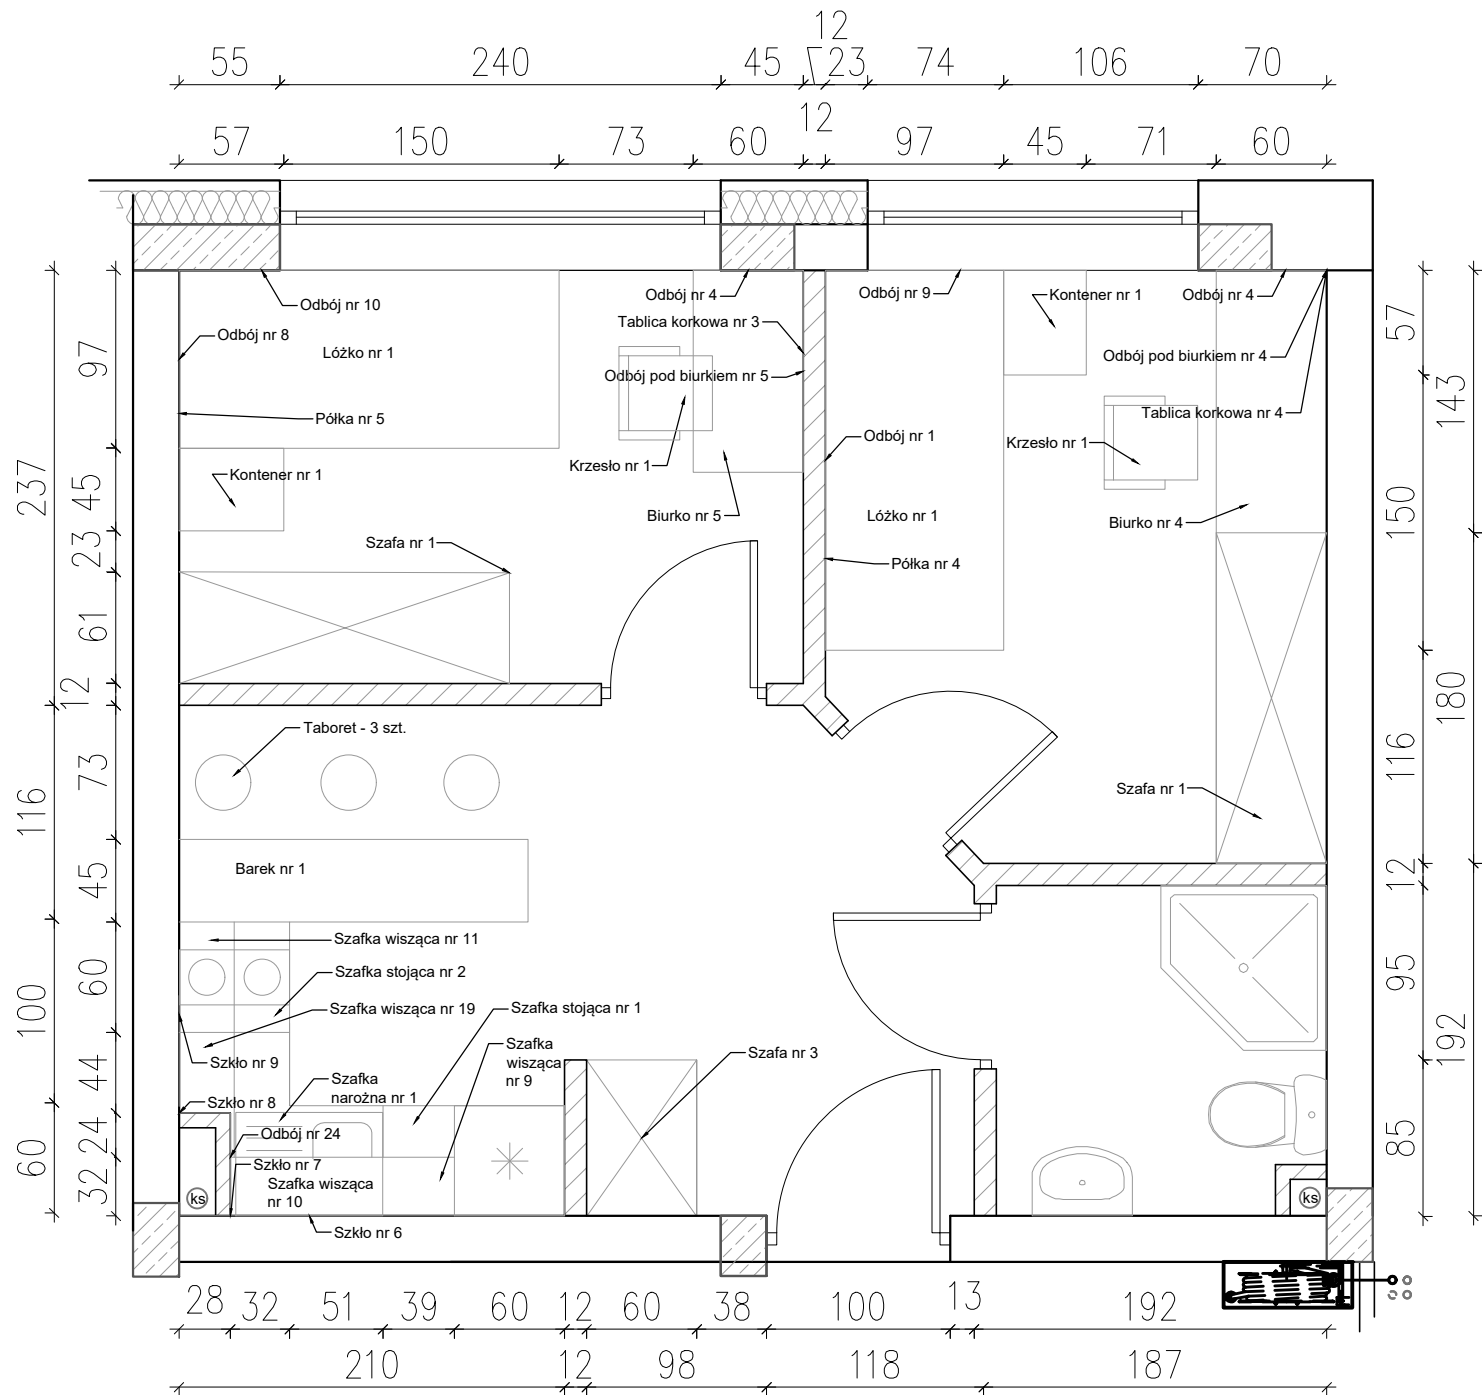 12
55 240 45 23 74 106 70
12
57 150 73 60 97 45 71 60
Odbój nr 10
Odbój nr 8
Lóżko nr 1
Półka nr 5
Kontener nr 1
Szafa nr 1
Odbój nr 4
Tablica korkowa nr 3
Odbój pod biurkiem nr 5
Krzesło nr 1
Biurko nr 5
Odbój nr 9
Kontener nr 1
Odbój nr 4
Odbój pod biurkiem nr 4
Tablica korkowa nr 4
Odbój nr 1
Krzesło nr 1
Lóżko nr 1
Biurko nr 4
Półka nr 4
Szafa nr 1
Taboret - 3 szt.
Barek nr 1
Szafka wisząca nr 11
Szafka stojąca nr 2
Szafka wisząca nr 19
Szafka stojąca nr 1
Szkło nr 9
Szafka
wisząca
nr 9
Szafa nr 3
Szafka
narożna nr 1
Szkło nr 8
Odbój nr 24
Szkło nr 7
Szafka wisząca
nr 10
Szkło nr 6
ks
ks
237
116
100
60
97
45
23
61
12
73
45
60
44
24
32
57
150
116
12
95
85
143
180
192
28 32 51 39 60 12 60 38 100 13 192
210 12 98 118 187